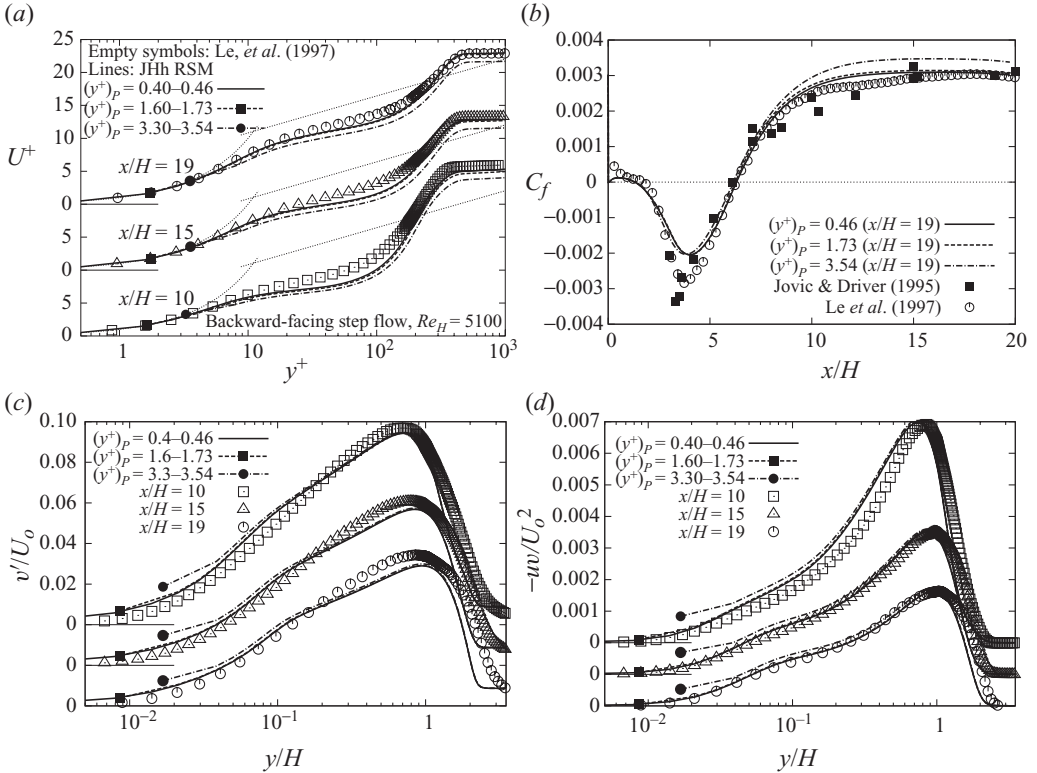 (a)
25
Empty symbols: Le, et al. (1997)
20
Lines: JHh RSM
(y⁺)P = 0.40–0.46
15
(y⁺)P = 1.60–1.73
10
(y⁺)P = 3.30–3.54
U⁺
5
x/H = 19
0
5
x/H = 15
0
5
x/H = 10
Backward-facing step flow, ReH = 5100
0
1
10
10²
10³
y⁺
(b)
0.004
0.003
0.002
0.001
Cf
0
−0.001
(y⁺)P = 0.46 (x/H = 19)
−0.002
(y⁺)P = 1.73 (x/H = 19)
(y⁺)P = 3.54 (x/H = 19)
−0.003
Jovic & Driver (1995)
Le et al. (1997)
−0.004
0
5
10
15
20
x/H
(c)
0.10
(y⁺)P = 0.4–0.46
(y⁺)P = 1.6–1.73
(y⁺)P = 3.3–3.54
x/H = 10
x/H = 15
x/H = 19
0.06
0.04
v′/Uo
0.02
0
0
0
10⁻²
10⁻¹
1
y/H
(d)
0.007
(y⁺)P = 0.40–0.46
(y⁺)P = 1.60–1.73
0.006
(y⁺)P = 3.30–3.54
x/H = 10
0.005
x/H = 15
x/H = 19
0.004
0.003
−uv/Uo²
0.002
0.001
0
0
0
10⁻²
10⁻¹
1
y/H